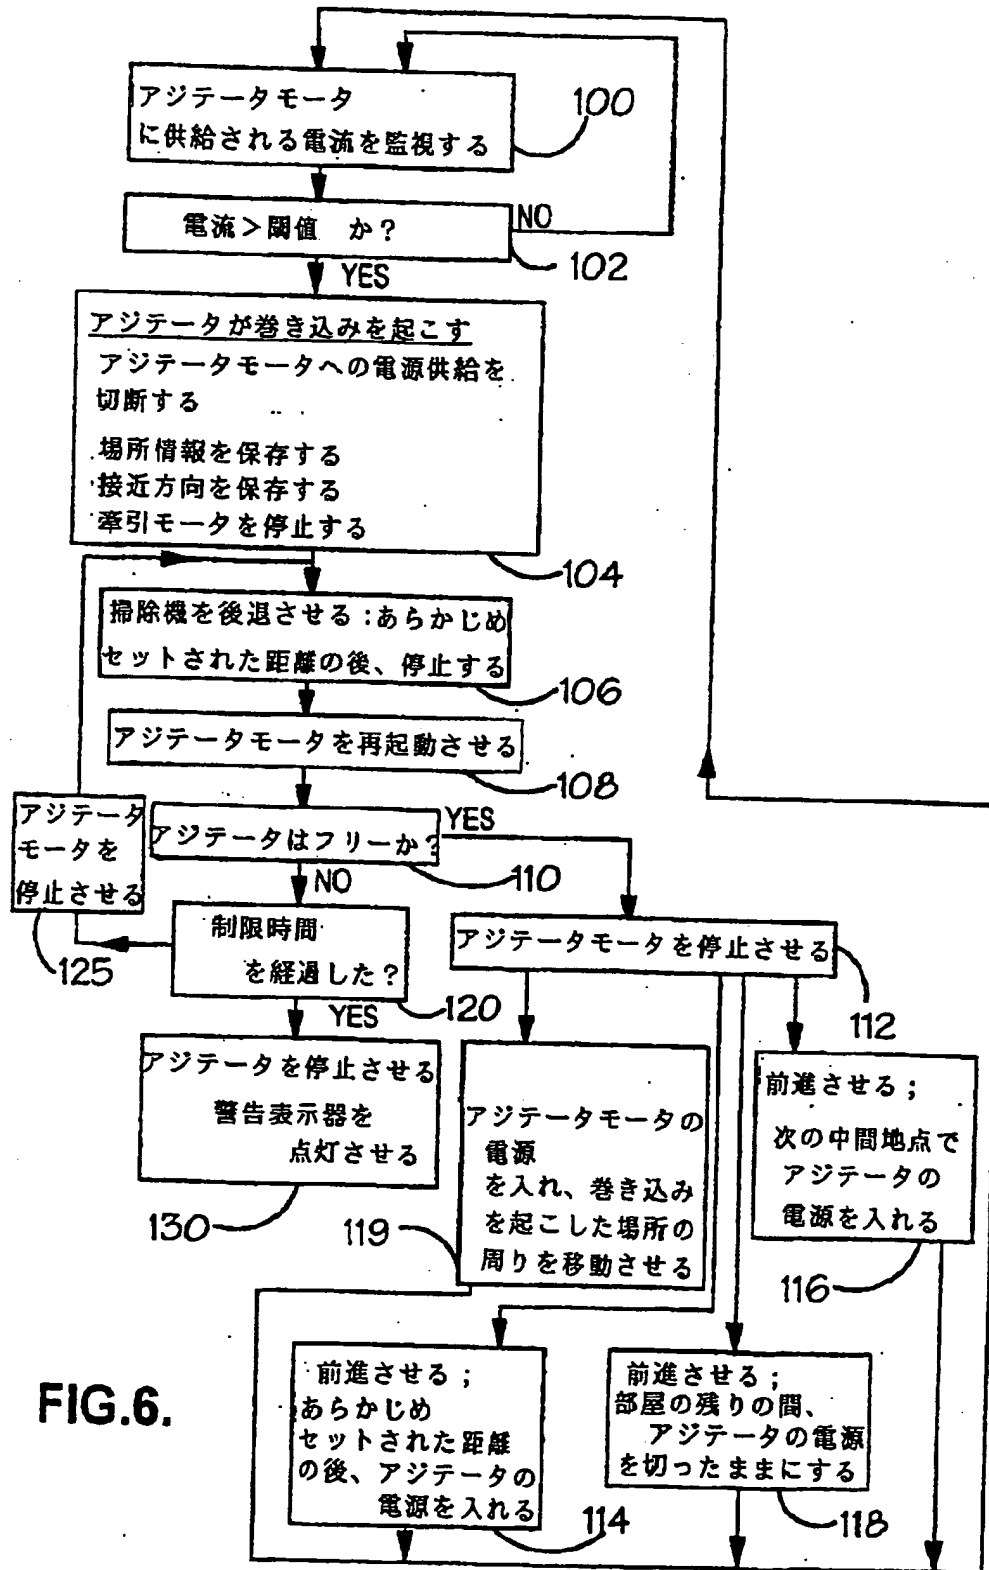 アジテータモータ
に供給される電流を監視する
100
電流＞閾値 か？
NO
102
YES
アジテータが巻き込みを起こす
アジテータモータへの電源供給を
切断する
場所情報を保存する
接近方向を保存する
牽引モータを停止する
104
掃除機を後退させる：あらかじめ
セットされた距離の後、停止する
106
アジテータモータを再起動させる
108
アジテータはフリーか？
YES
110
NO
アジテータ
モータを
停止させる
125
制限時間
を経過した？
120
YES
アジテータモータを停止させる
112
アジテータを停止させる
警告表示器を
点灯させる
130
アジテータモータの
電源
を入れ、巻き込み
を起こした場所の
周りを移動させる
119
前進させる；
次の中間地点で
アジテータの
電源を入れる
116
前進させる；
あらかじめ
セットされた距離
の後、アジテータの
電源を入れる
114
前進させる；
部屋の残りの間、
アジテータの電源
を切ったままにする
118
FIG.6.